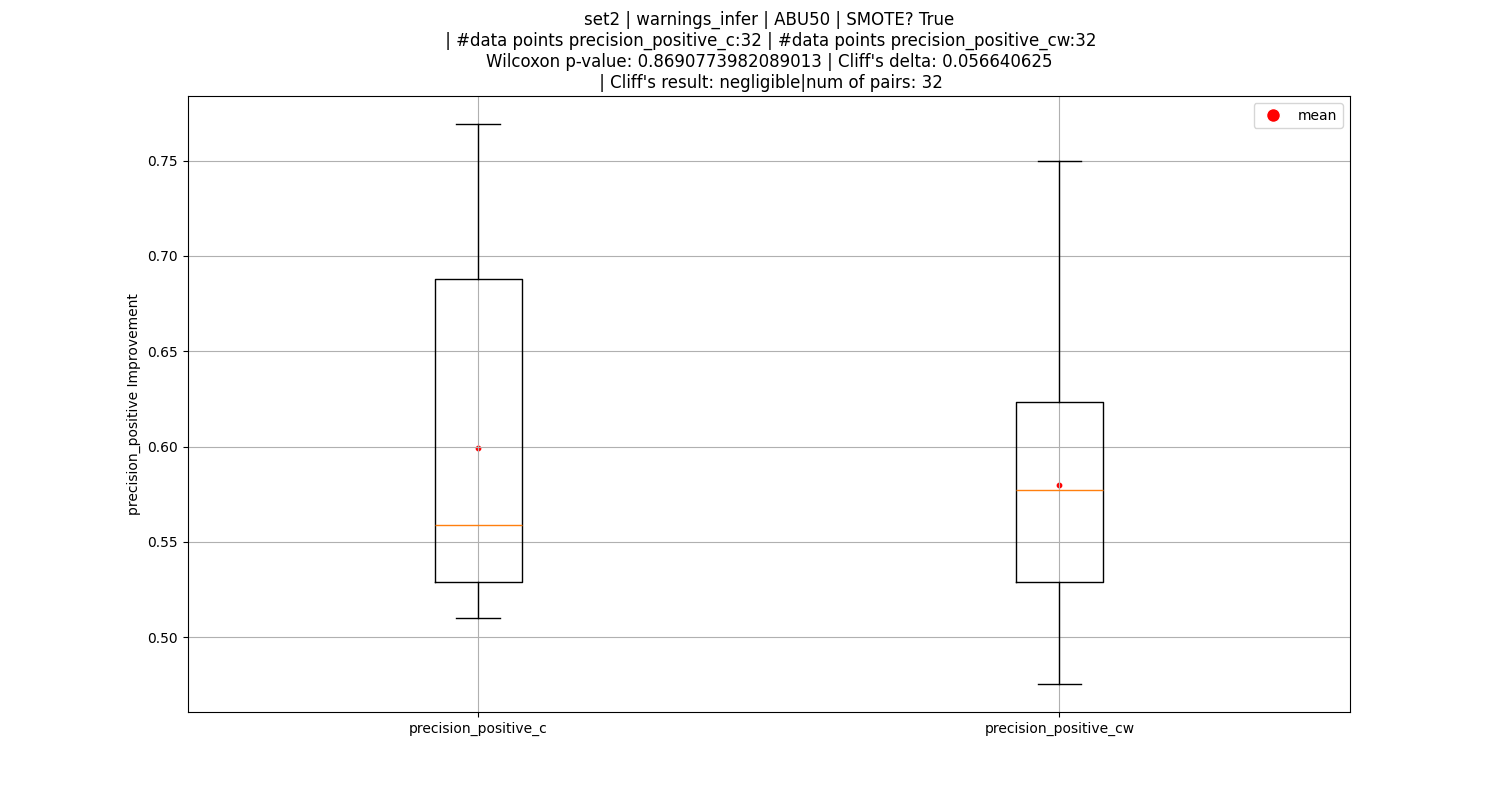 set2 | warnings_infer | ABU50 | SMOTE? True
| #data points precision_positive_c:32 | #data points precision_positive_cw:32
Wilcoxon p-value: 0.8690773982089013 | Cliff's delta: 0.056640625
| Cliff's result: negligible|num of pairs: 32
mean
0.75
0.70
0.65
0.60
0.55
0.50
precision_positive Improvement
precision_positive_c
precision_positive_cw